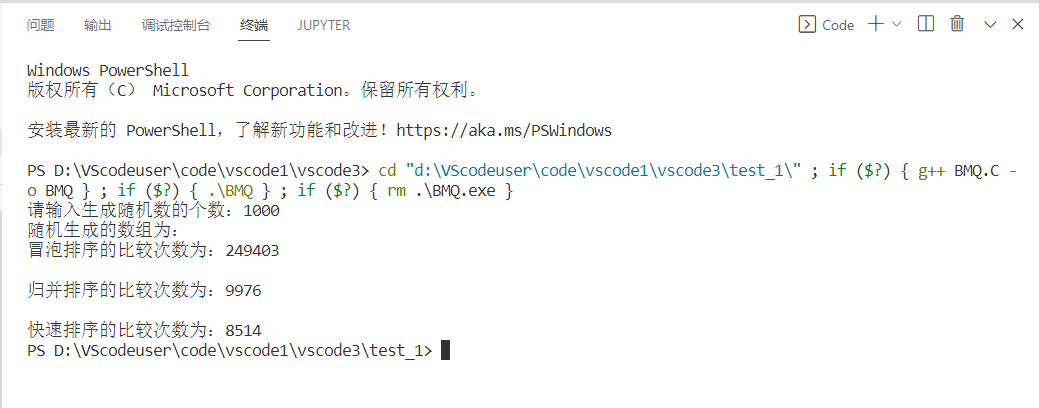 问题 输出 调试控制台 终端 JUPYTER Code
Windows PowerShell
版权所有（C） Microsoft Corporation。保留所有权利。
安装最新的 PowerShell，了解新功能和改进！https://aka.ms/PSWindows
PS D:\VScodeuser\code\vscode1\vscode3> cd "d:\VScodeuser\code\vscode1\vscode3\test_1\" ; if ($?) { g++ BMQ.C -
o BMQ } ; if ($?) { .\BMQ } ; if ($?) { rm .\BMQ.exe }
请输入生成随机数的个数：1000
随机生成的数组为：
冒泡排序的比较次数为：249403
归并排序的比较次数为：9976
快速排序的比较次数为：8514
PS D:\VScodeuser\code\vscode1\vscode3\test_1>